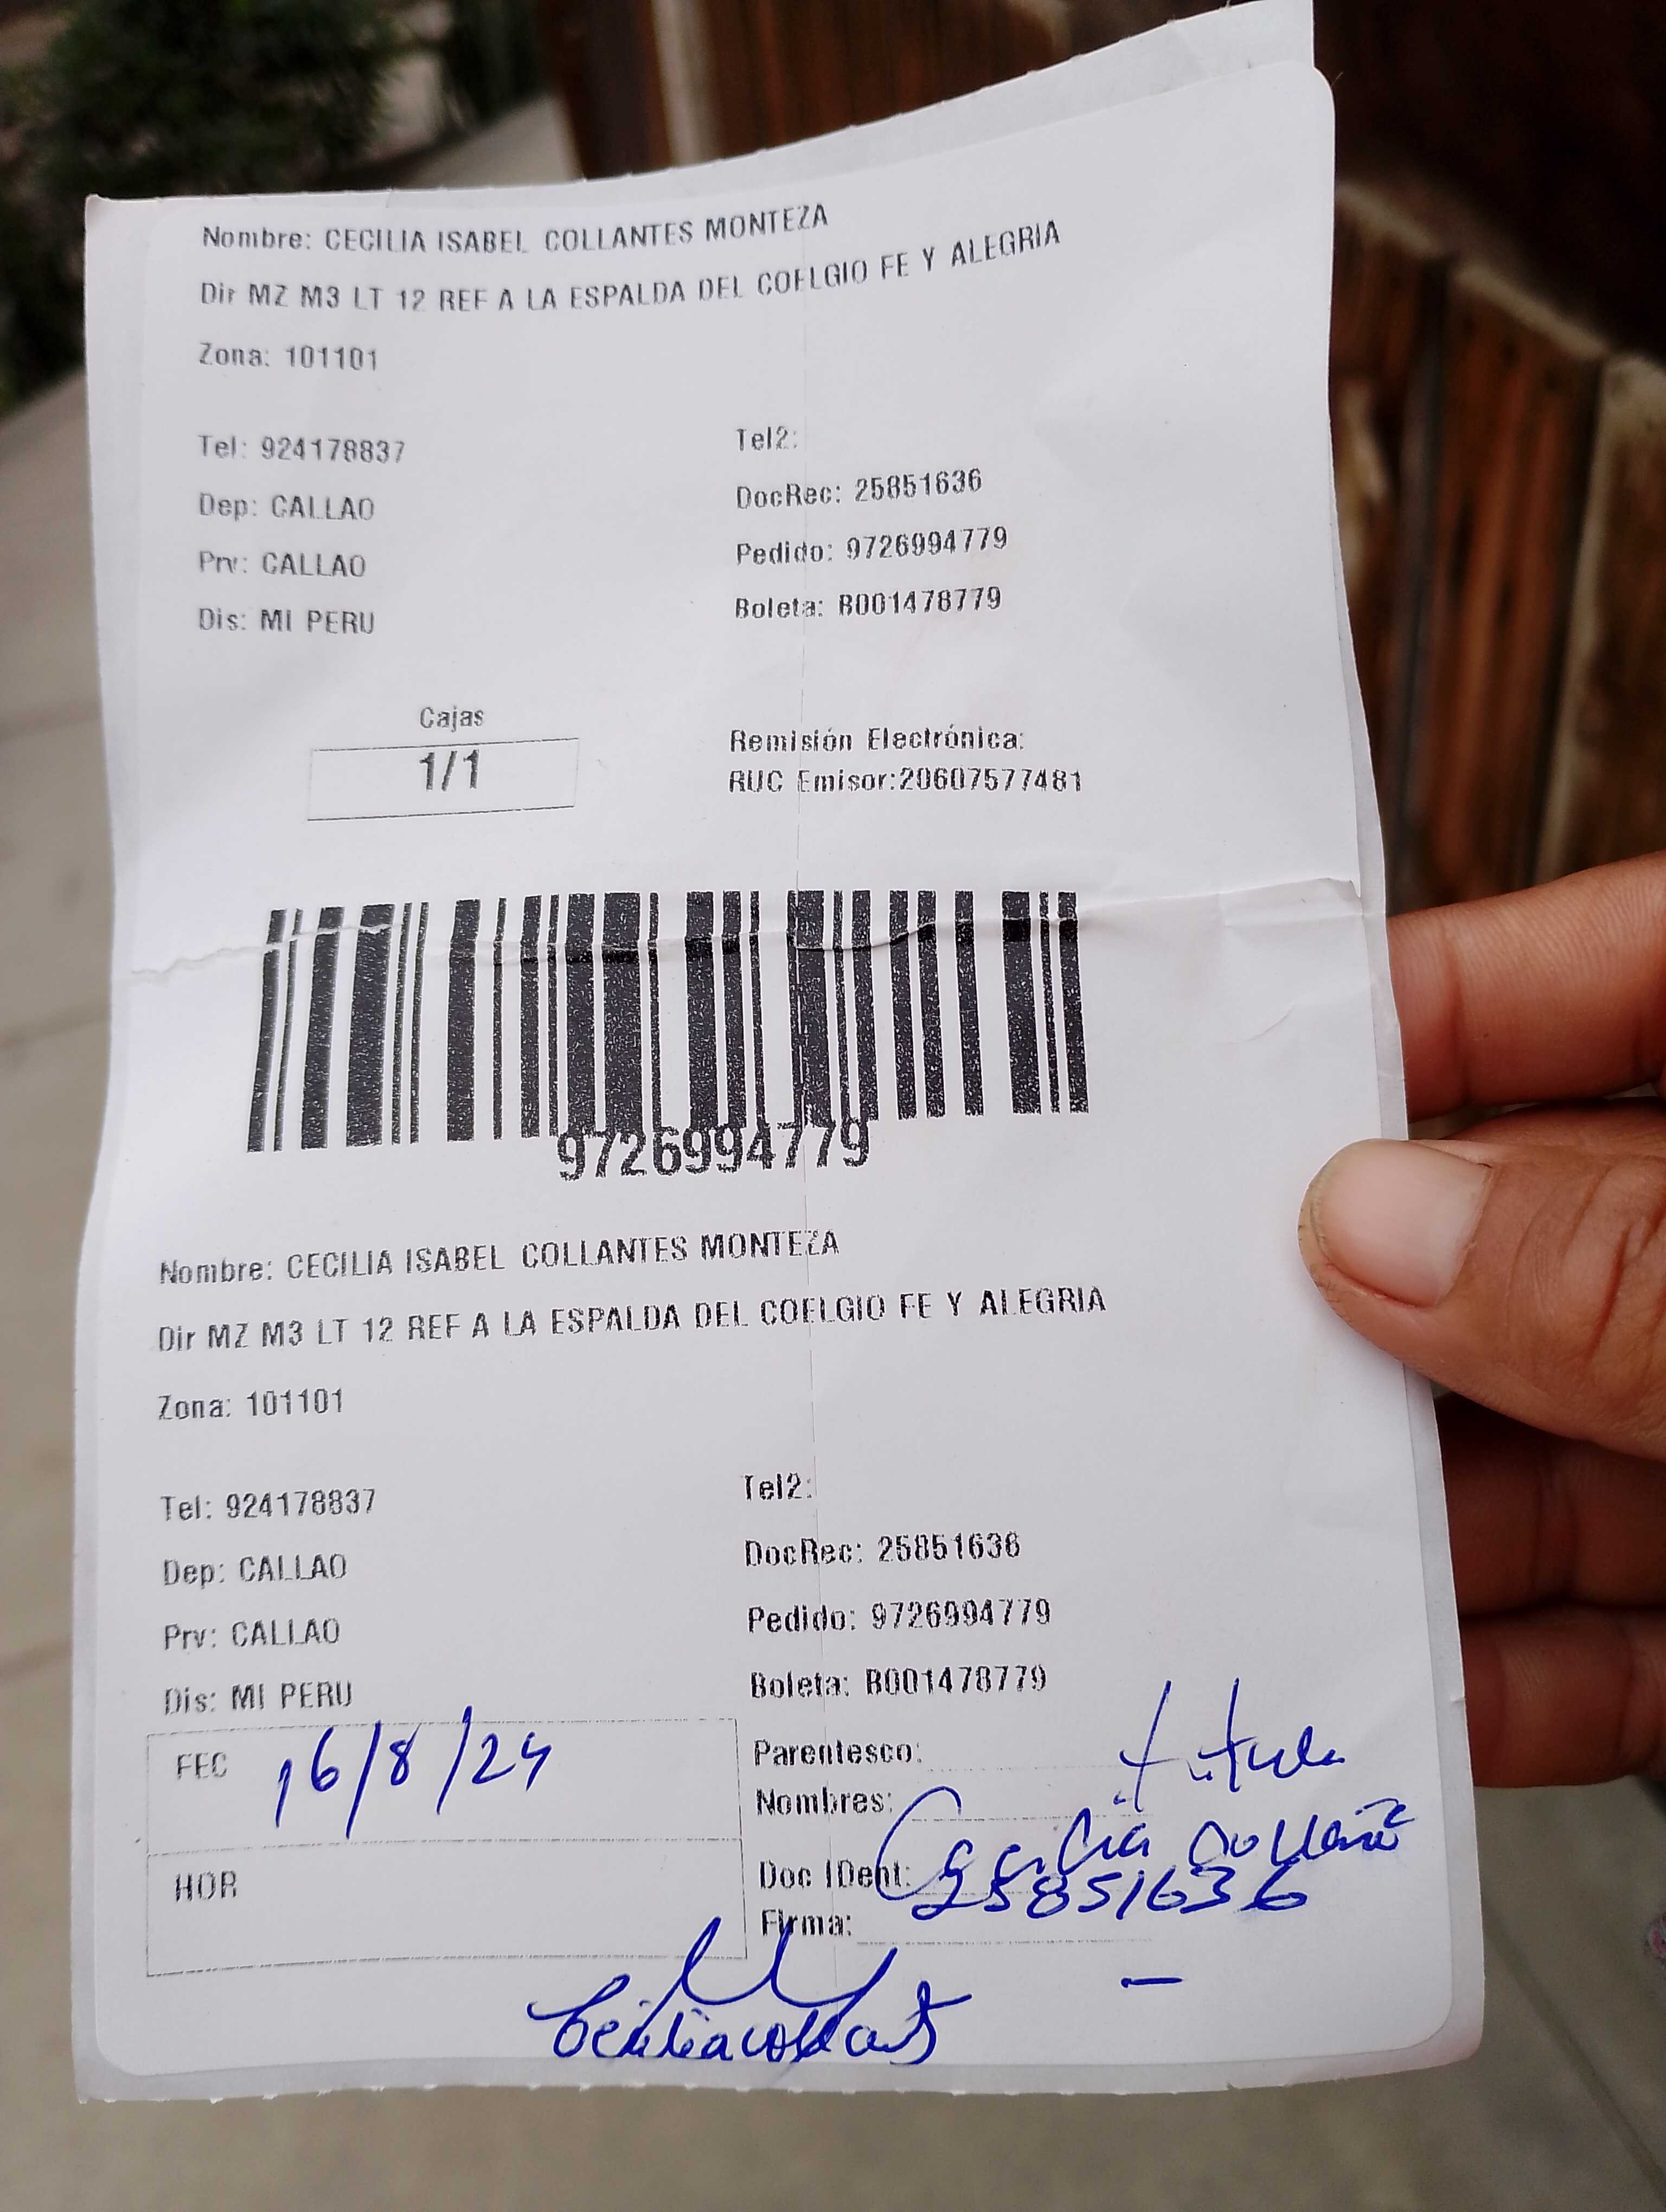 Nombre: CECILIA ISABEL COLLANTES MONTEZA
Dir MZ M3 LT 12 REF A LA ESPALDA DEL COELGIO FE Y ALEGRIA
Zona: 101101
Tel: 924178837
Tel2:
Dep: CALLAO
DocRec: 25851636
Prv: CALLAO
Pedido: 9726994779
Dis: MI PERU
Boleta: B001478779
Cajas
1/1
Remisión Electrónica:
RUC Emisor:20607577481
9726994779
Nombre: CECILIA ISABEL COLLANTES MONTEZA
Dir MZ M3 LT 12 REF A LA ESPALDA DEL COELGIO FE Y ALEGRIA
Zona: 101101
Tel: 924178837
Tel2:
Dep: CALLAO
DocRec: 25851636
Prv: CALLAO
Pedido: 9726994779
Dis: MI PERU
Boleta: B001478779
FEC 16/8/24
Parentesco:
Nombres: Cecilia
HOR
Doc IDent: 25851636
Firma: